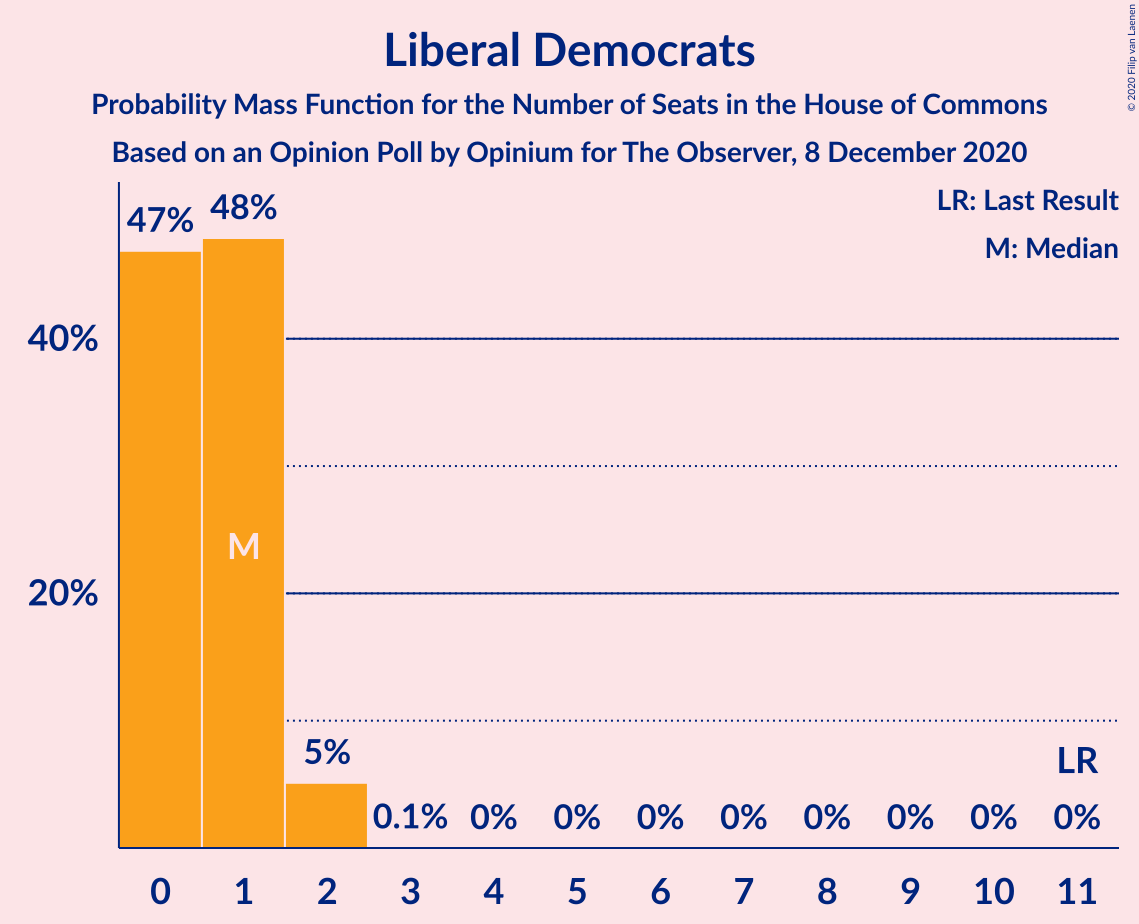 Liberal Democrats
Probability Mass Function for the Number of Seats in the House of Commons
Based on an Opinion Poll by Opinium for The Observer, 8 December 2020
© 2020 Filip van Laenen
LR: Last Result
M: Median
47% 48%
40%
M
20%
5%
LR
0.1% 0% 0% 0% 0% 0% 0% 0% 0%
0 1 2 3 4 5 6 7 8 9 10 11